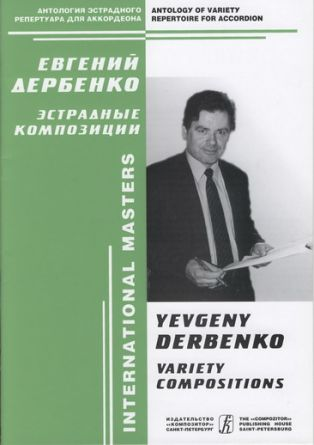 АНТОЛОГИЯ ЭСТРАДНОГО
РЕПЕРТУАРА ДЛЯ АККОРДЕОНА
ANTOLOGY OF VARIETY
REPERTOIRE FOR ACCORDION
ЕВГЕНИЙ
ДЕРБЕНКО
ЭСТРАДНЫЕ
КОМПОЗИЦИИ
INTERNATIONAL MASTERS
YEVGENY
DERBENKO
VARIETY
COMPOSITIONS
ИЗДАТЕЛЬСТВО
«КОМПОЗИТОР»
САНКТ-ПЕТЕРБУРГ
THE «COMPOZITOR»
PUBLISHING HOUSE
SAINT-PETERSBURG